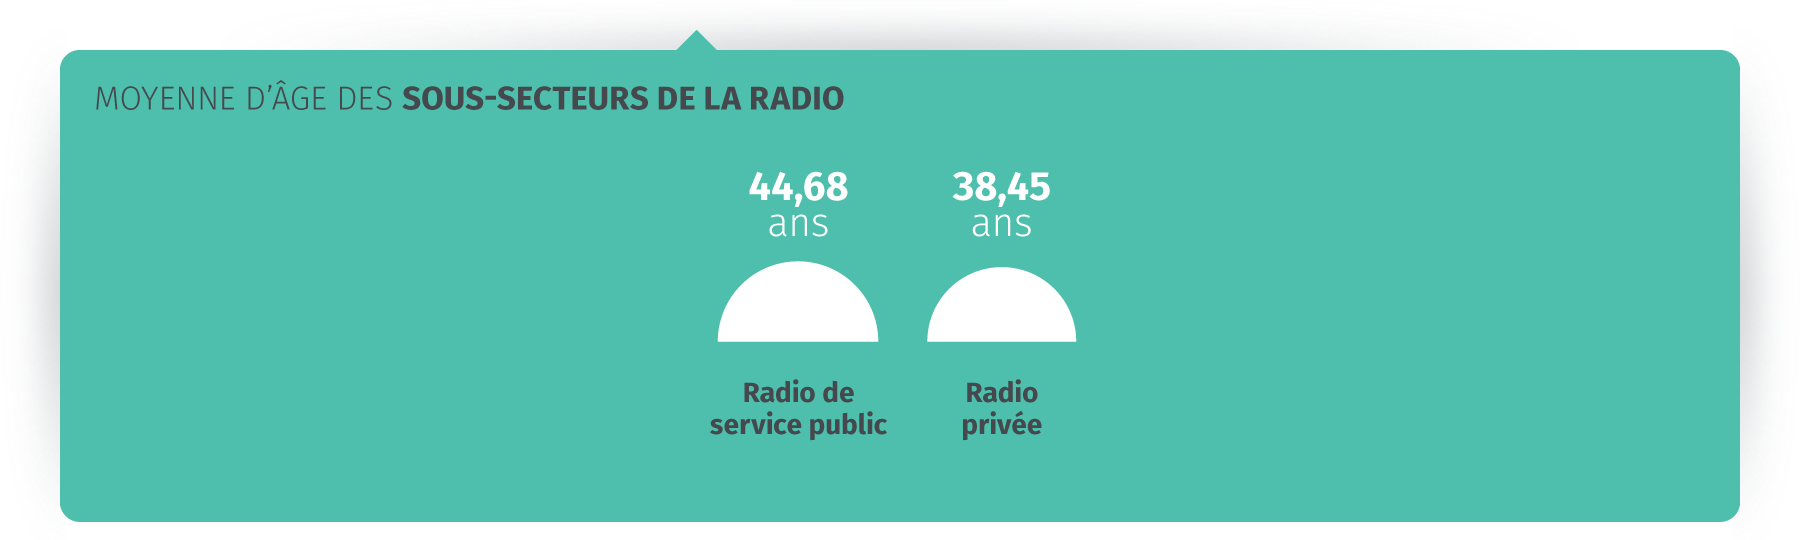 MOYENNE D'ÂGE DES SOUS-SECTEURS DE LA RADIO
44,68
ans
38,45
ans
Radio de
service public
Radio
privée